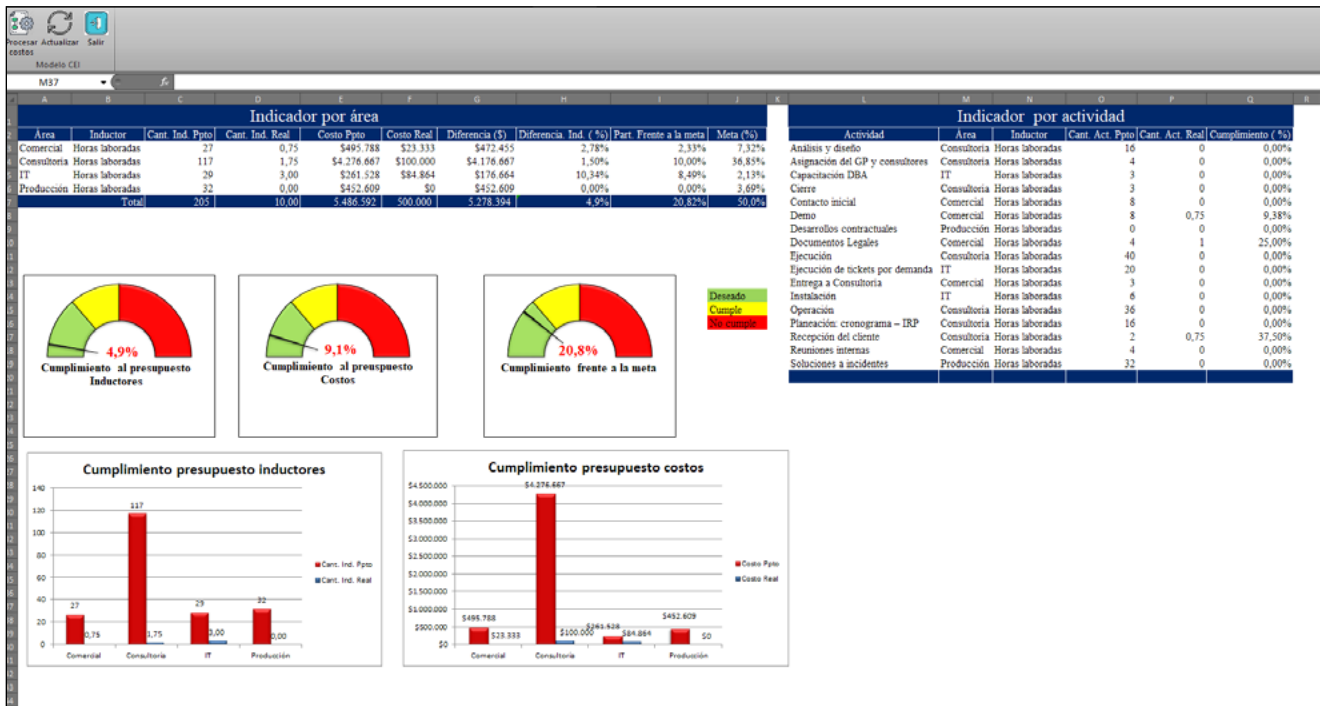 Procesar Actualizar Salir
costos
Modelo CEI
M37
A B C D E F G H I J K L M N O P Q R
Indicador por área
Área Inductor Cant. Ind. Ppto Cant. Ind. Real Costo Ppto Costo Real Diferencia ($) Diferencia. Ind. ( %) Part. Frente a la meta Meta (%)
Comercial Horas laboradas 27 0,75 $495.788 $23.333 $472.455 2,78% 2,33% 7,32%
Consultoria Horas laboradas 117 1,75 $4.276.667 $100.000 $4.176.667 1,50% 10,00% 36,85%
IT Horas laboradas 29 3,00 $261.528 $84.864 $176.664 10,34% 8,49% 2,13%
Producción Horas laboradas 32 0,00 $452.609 $0 $452.609 0,00% 0,00% 3,69%
Total 205 10,00 5.486.592 500.000 5.278.394 4,9% 20,82% 50,0%
Indicador por actividad
Actividad Área Inductor Cant. Act. Ppto Cant. Act. Real Cumplimiento ( %)
Análisis y diseño Consultoria Horas laboradas 16 0 0,00%
Asignación del GP y consultores Consultoria Horas laboradas 4 0 0,00%
Capacitación DBA IT Horas laboradas 3 0 0,00%
Cierre Consultoria Horas laboradas 3 0 0,00%
Contacto inicial Comercial Horas laboradas 8 0 0,00%
Demo Comercial Horas laboradas 8 0,75 9,38%
Desarrollos contractuales Producción Horas laboradas 0 0 0,00%
Documentos Legales Comercial Horas laboradas 4 1 25,00%
Ejecución Consultoria Horas laboradas 40 0 0,00%
Ejecución de tickets por demanda IT Horas laboradas 20 0 0,00%
Entrega a Consultoria Comercial Horas laboradas 3 0 0,00%
Instalación IT Horas laboradas 6 0 0,00%
Operación Consultoria Horas laboradas 36 0 0,00%
Planeación: cronograma – IRP Consultoria Horas laboradas 16 0 0,00%
Recepción del cliente Consultoria Horas laboradas 2 0,75 37,50%
Reuniones internas Comercial Horas laboradas 4 0 0,00%
Soluciones a incidentes Producción Horas laboradas 32 0 0,00%
4,9%
Cumplimiento al presupuesto
Inductores
9,1%
Cumplimiento al preuspuesto
Costos
20,8%
Cumplimiento frente a la meta
Deseado
Cumple
No cumple
Cumplimiento presupuesto inductores
140
120
100
80
60
40
20
0
27 0,75
117 1,75
29 3,00
32 0,00
Comercial Consultoria IT Producción
Cant. Ind. Ppto
Cant. Ind. Real
Cumplimiento presupuesto costos
$4.500.000
$4.000.000
$3.500.000
$3.000.000
$2.500.000
$2.000.000
$1.500.000
$1.000.000
$500.000
$0
$495.788 $23.333
$4.276.667 $100.000
$261.528 $84.864
$452.609 $0
Comercial Consultoria IT Producción
Costo Ppto
Costo Real